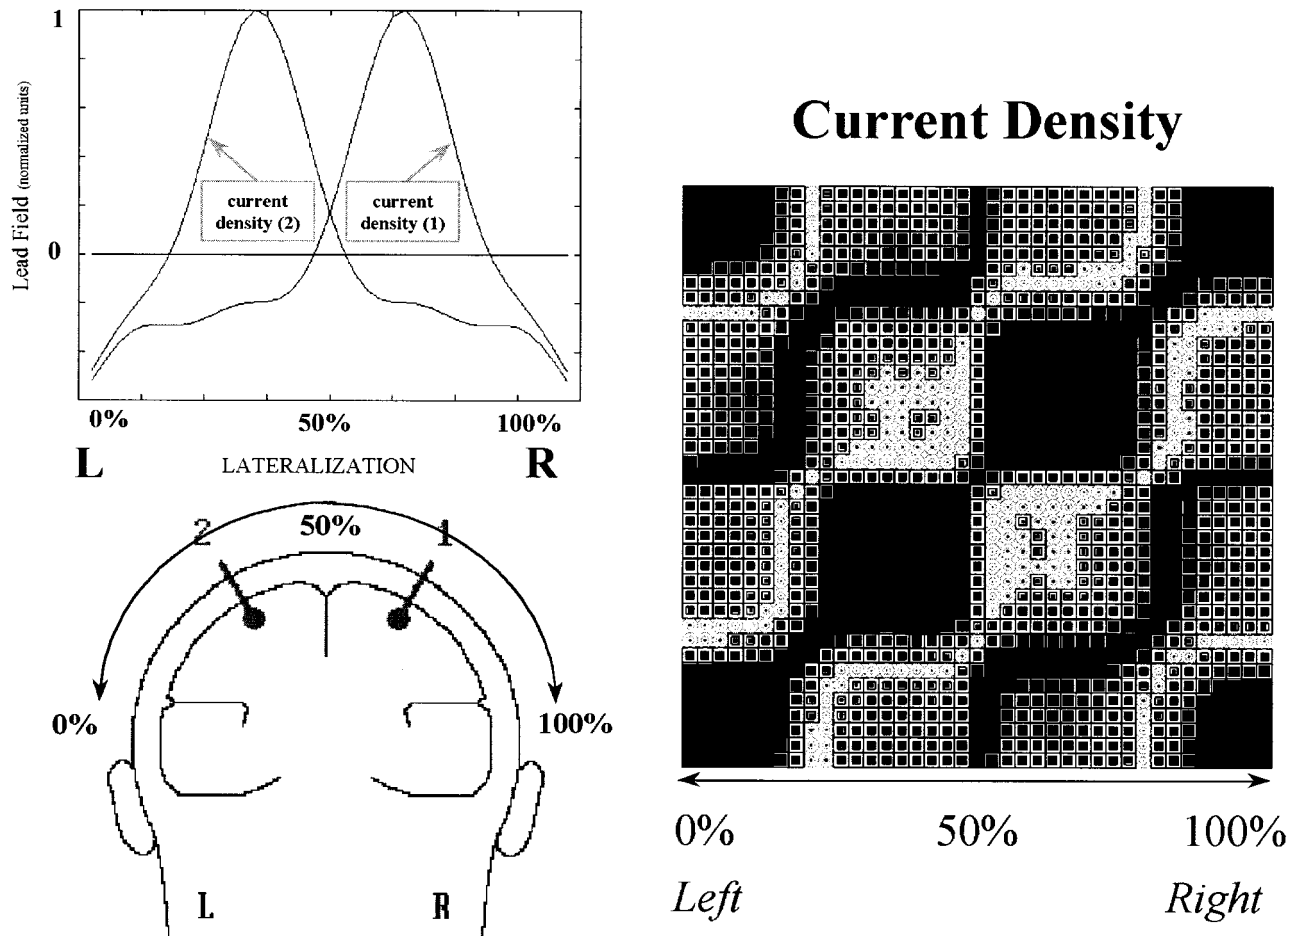 1
Lead Field (normalized units)
current
density (2)
current
density (1)
0
0%
50%
100%
L
LATERALIZATION
R
2
50%
1
0%
100%
L
R
Current Density
0%
50%
100%
Left
Right